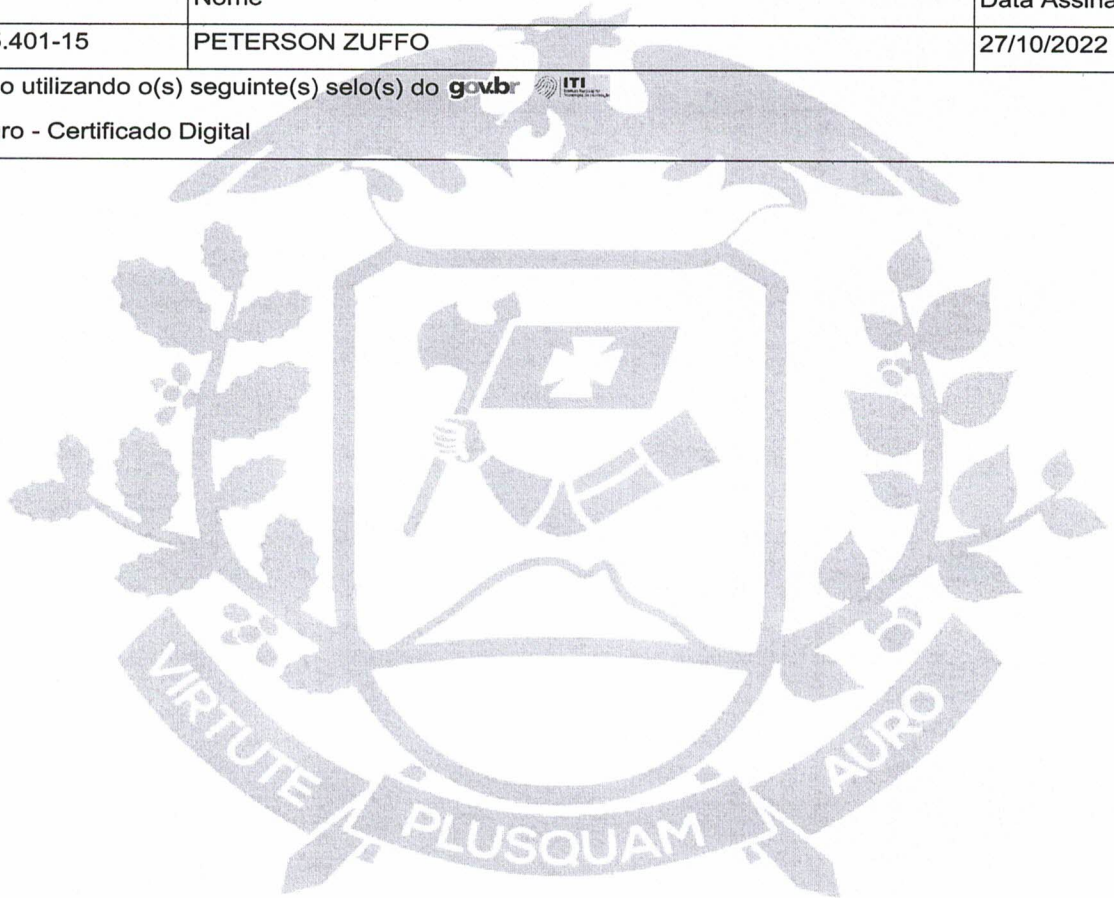 Nome
Data Assina
.401-15
PETERSON ZUFFO
27/10/2022
o utilizando o(s) seguinte(s) selo(s) do gov.br ITI
ro - Certificado Digital
VIRTUTE PLUSQUAM AURO